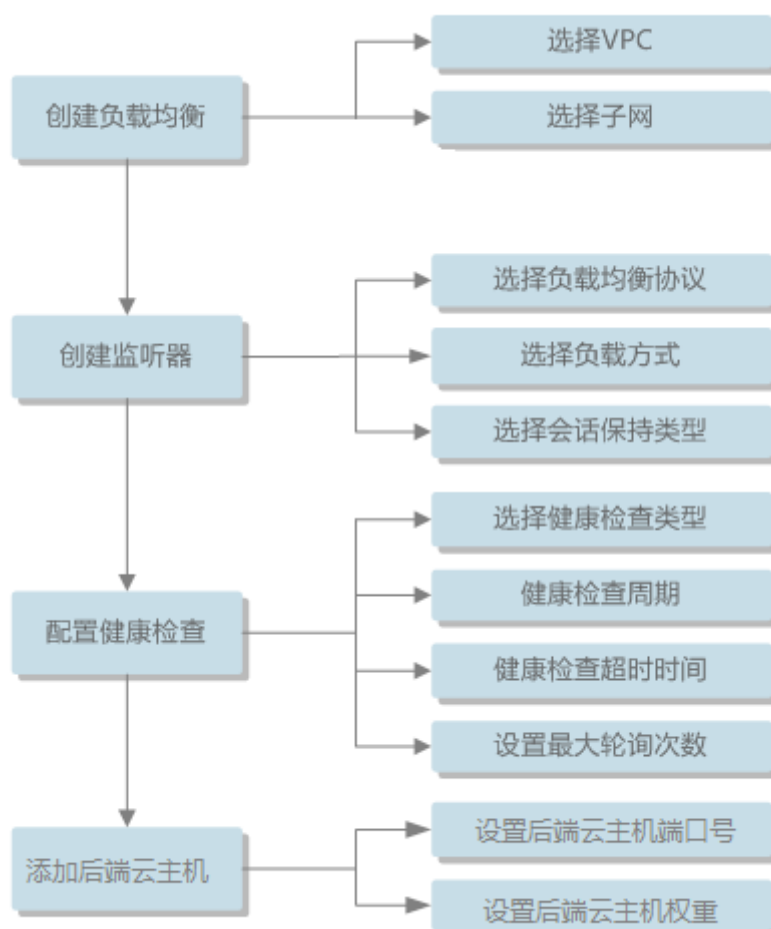 创建负载均衡
选择VPC
选择子网
创建监听器
选择负载均衡协议
选择负载方式
选择会话保持类型
配置健康检查
选择健康检查类型
健康检查周期
健康检查超时时间
设置最大轮询次数
添加后端云主机
设置后端云主机端口号
设置后端云主机权重